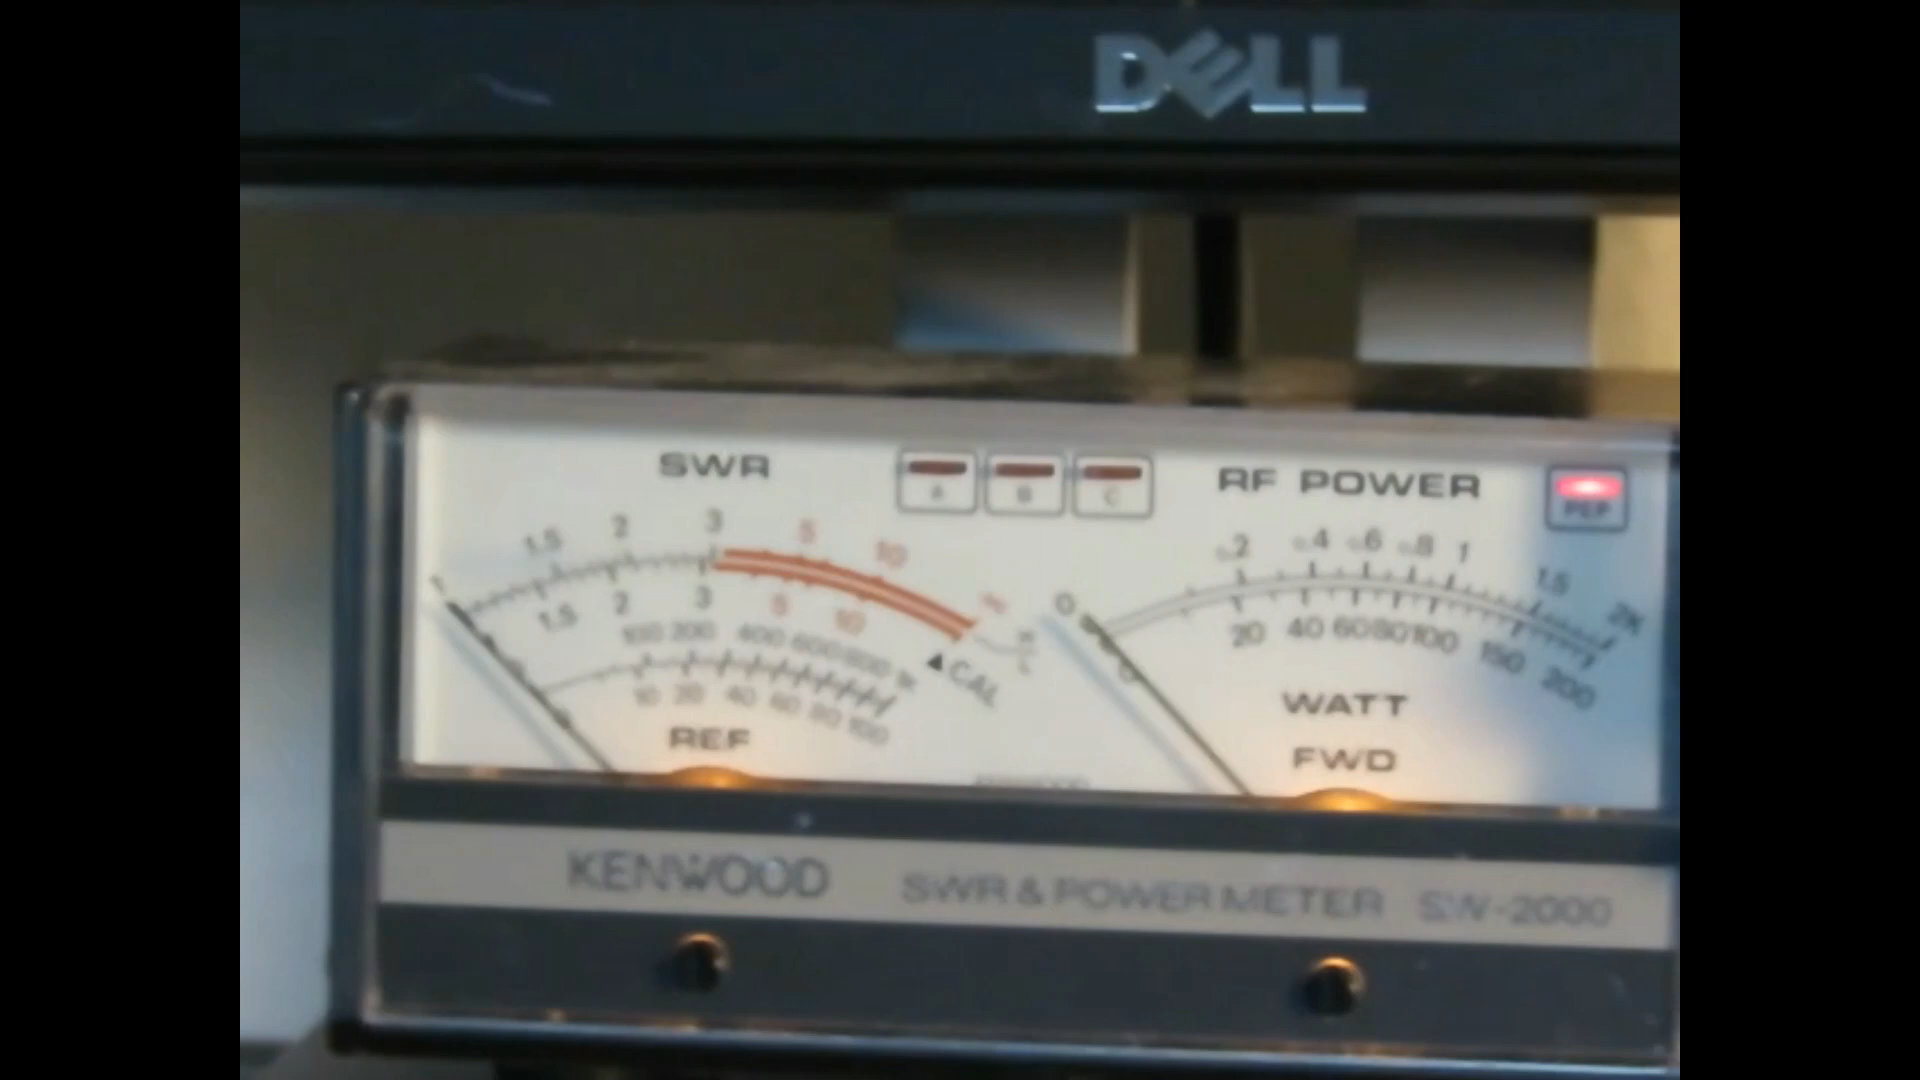 DELL
SWR
RF POWER
A B C
PEP
1 1.5 2 3 5 10 ∞
1.5 2 3 5 10
100 200 400 600 800 1K
10 20 40 60 80 100
▲CAL
H
L
REF
0 .2 .4 .6 .8 1 1.5 2K
20 40 60 80 100 150 200
WATT
FWD
KENWOOD SWR & POWER METER SW-2000